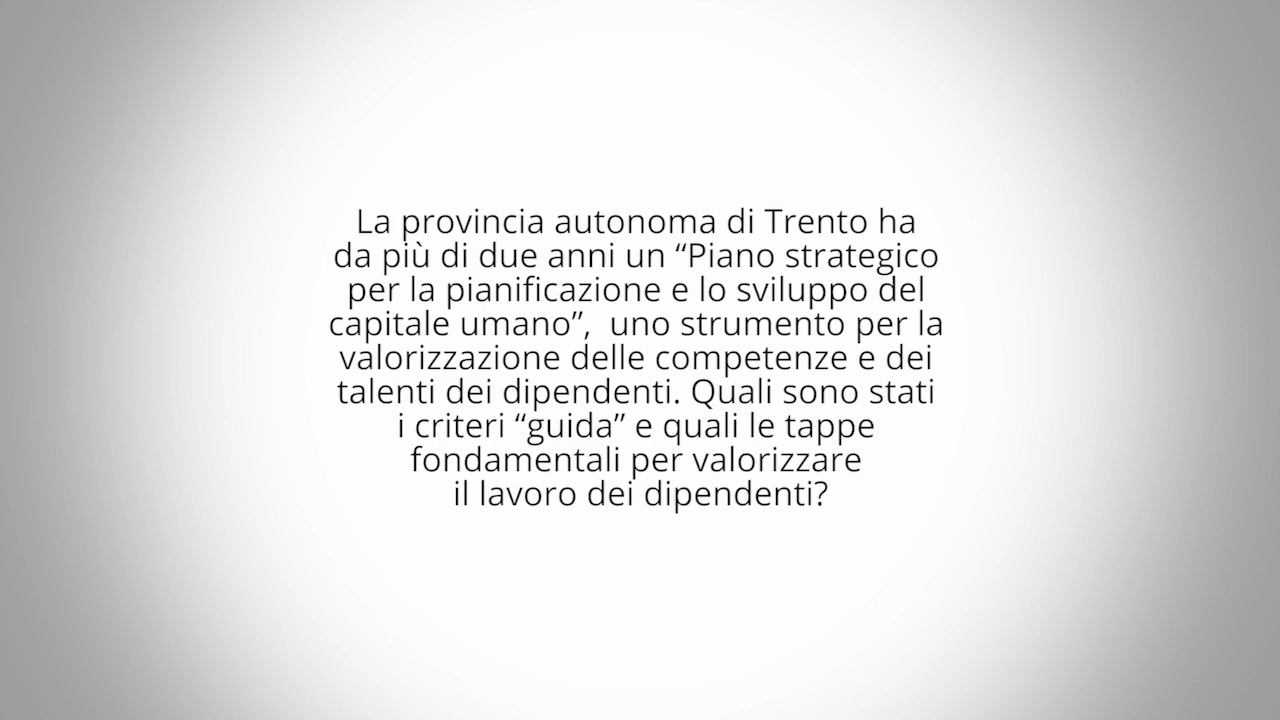 La provincia autonoma di Trento ha
da più di due anni un “Piano strategico
per la pianificazione e lo sviluppo del
capitale umano”,  uno strumento per la
valorizzazione delle competenze e dei
talenti dei dipendenti. Quali sono stati
i criteri “guida” e quali le tappe
fondamentali per valorizzare
il lavoro dei dipendenti?